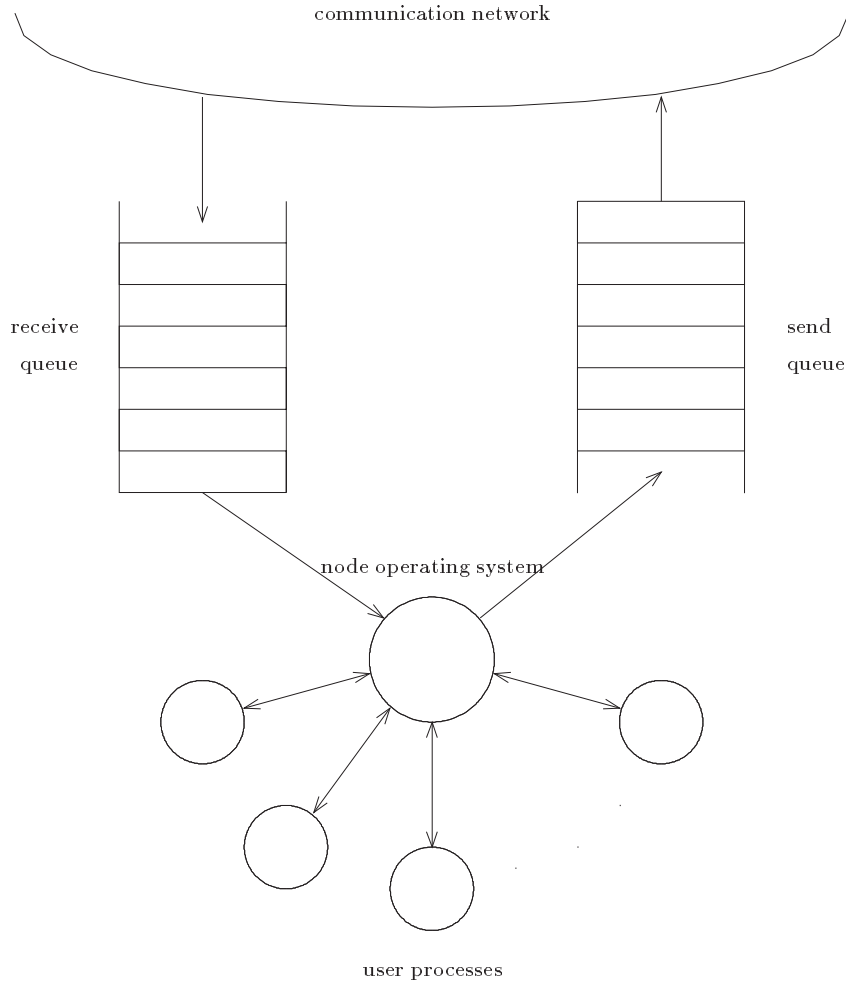 communication network
receive
queue
send
queue
node operating system
user processes